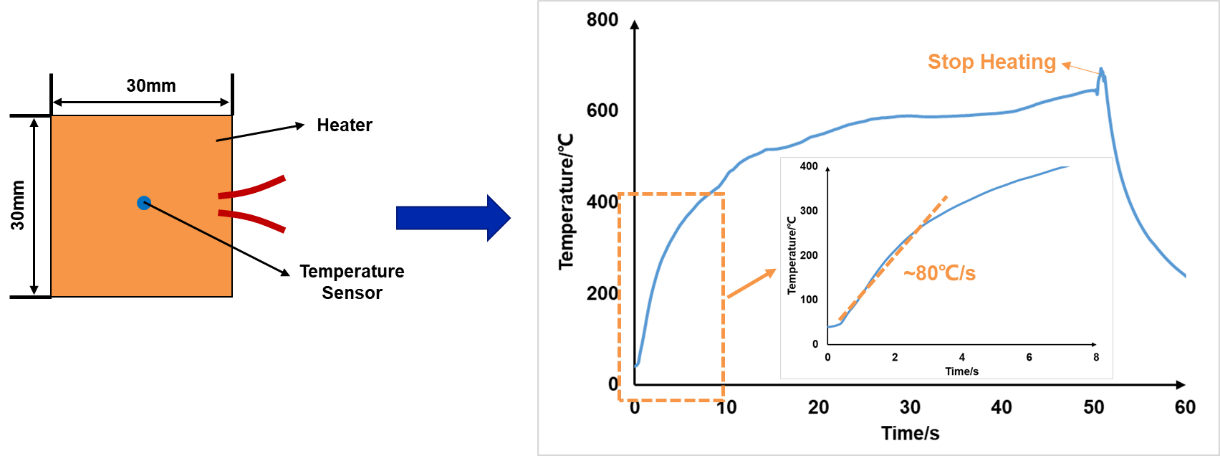 30mm
30mm
Heater
Temperature
Sensor
800
600
400
200
0
Temperature/℃
0
10
20
30
40
50
60
Time/s
Stop Heating
400
300
200
100
0
Temperature/℃
0
2
4
6
8
Time/s
~80℃/s